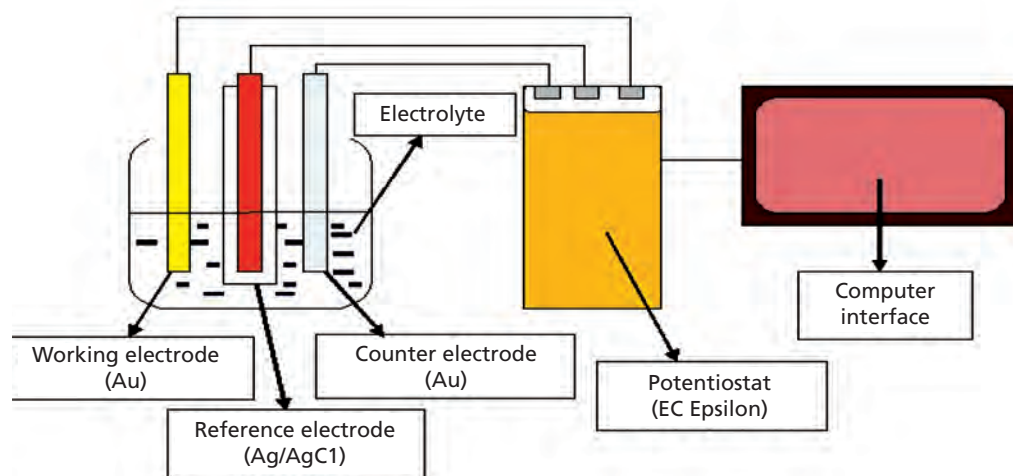 Electrolyte
Computer
interface
Working electrode
(Au)
Counter electrode
(Au)
Potentiostat
(EC Epsilon)
Reference electrode
(Ag/AgC1)